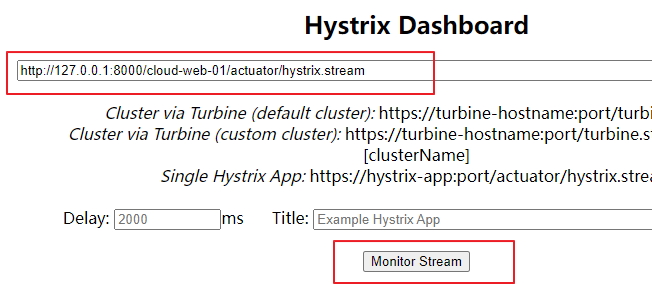 Hystrix Dashboard
http://127.0.0.1:8000/cloud-web-01/actuator/hystrix.stream
Cluster via Turbine (default cluster): https://turbine-hostname:port/turbi
Cluster via Turbine (custom cluster): https://turbine-hostname:port/turbine.st
[clusterName]
Single Hystrix App: https://hystrix-app:port/actuator/hystrix.strea
Delay: 2000 ms Title: Example Hystrix App
Monitor Stream